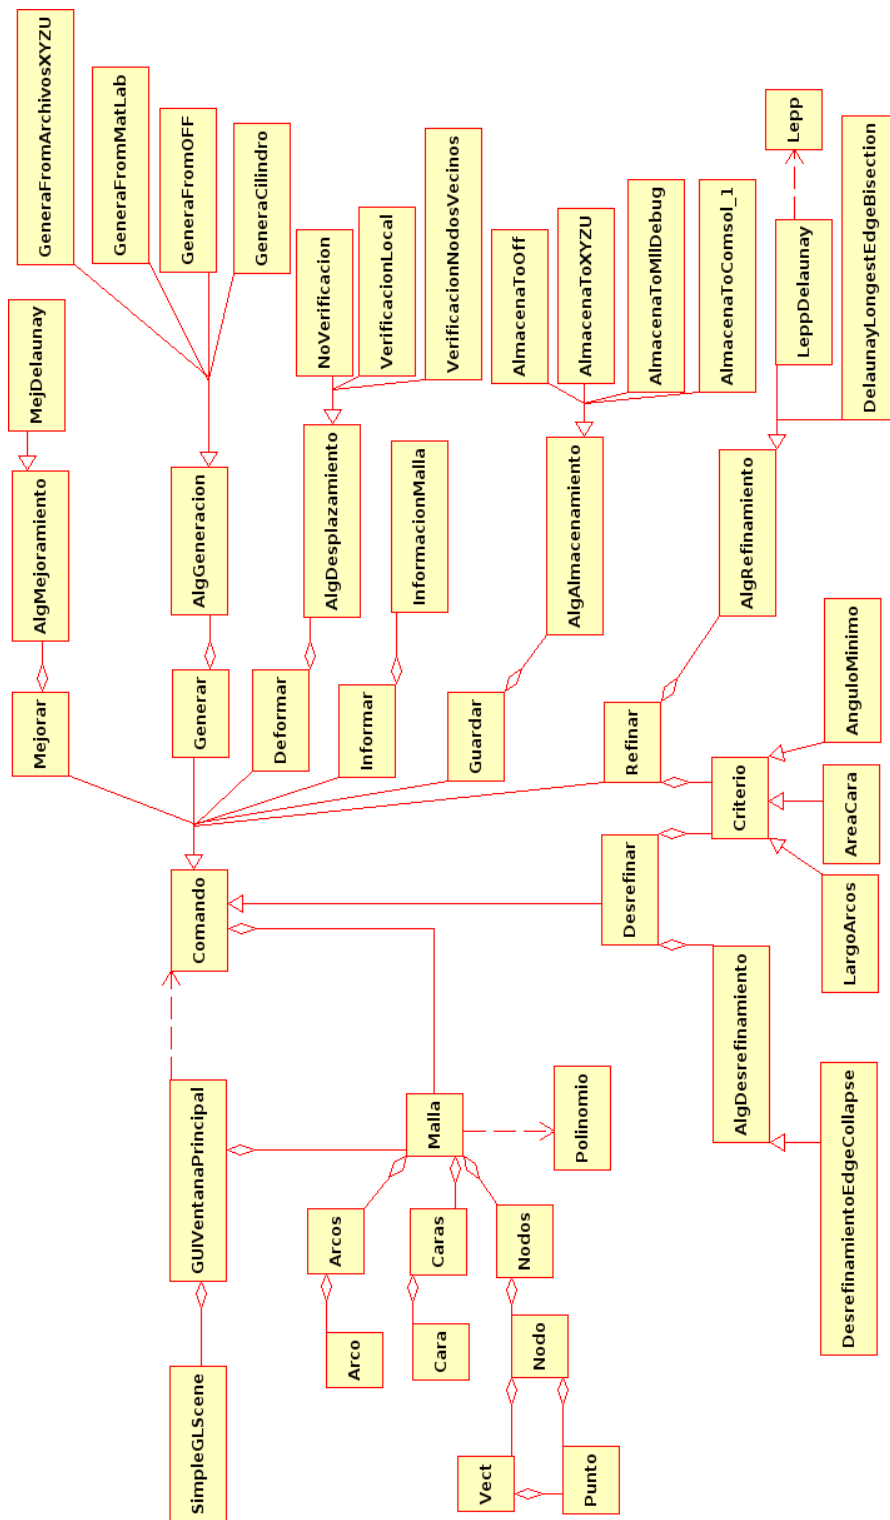 Mejorar
AlgMejoramiento
MejDelaunay
GeneraFromArchivosXYZU
GeneraFromMatLab
GeneraFromOFF
GeneraCilindro
SimpleGLScene
GUIVentanaPrincipal
Comando
Generar
AlgGeneracion
Deformar
AlgDesplazamiento
NoVerificacion
VerificacionLocal
VerificacionNodosVecinos
Arco
Arcos
Informar
InformacionMalla
Cara
Caras
Malla
Vect
Nodo
Nodos
Punto
Polinomio
Guardar
AlgAlmacenamiento
AlmacenaToOff
AlmacenaToXYZU
AlmacenaToMllDebug
AlmacenaToComsol_1
Desrefinar
Refinar
AlgDesrefinamiento
Criterio
AlgRefinamiento
LeppDelaunay
Lepp
DesrefinamientoEdgeCollapse
LargoArcos
AreaCara
AnguloMinimo
DelaunayLongestEdgeBisection